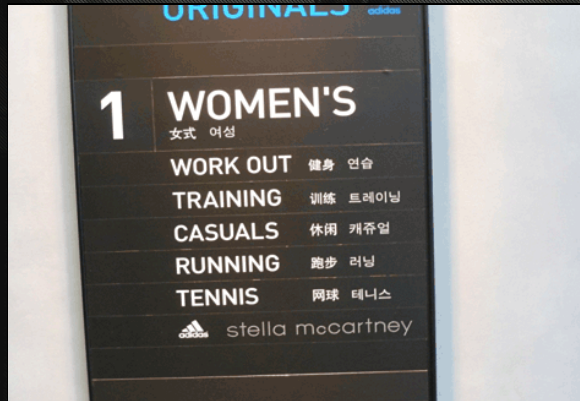 ORIGINALS adidas
1 WOMEN'S
女式 여성
WORK OUT 健身 연습
TRAINING 训练 트레이닝
CASUALS 休闲 캐쥬얼
RUNNING 跑步 러닝
TENNIS 网球 테니스
adidas stella mccartney